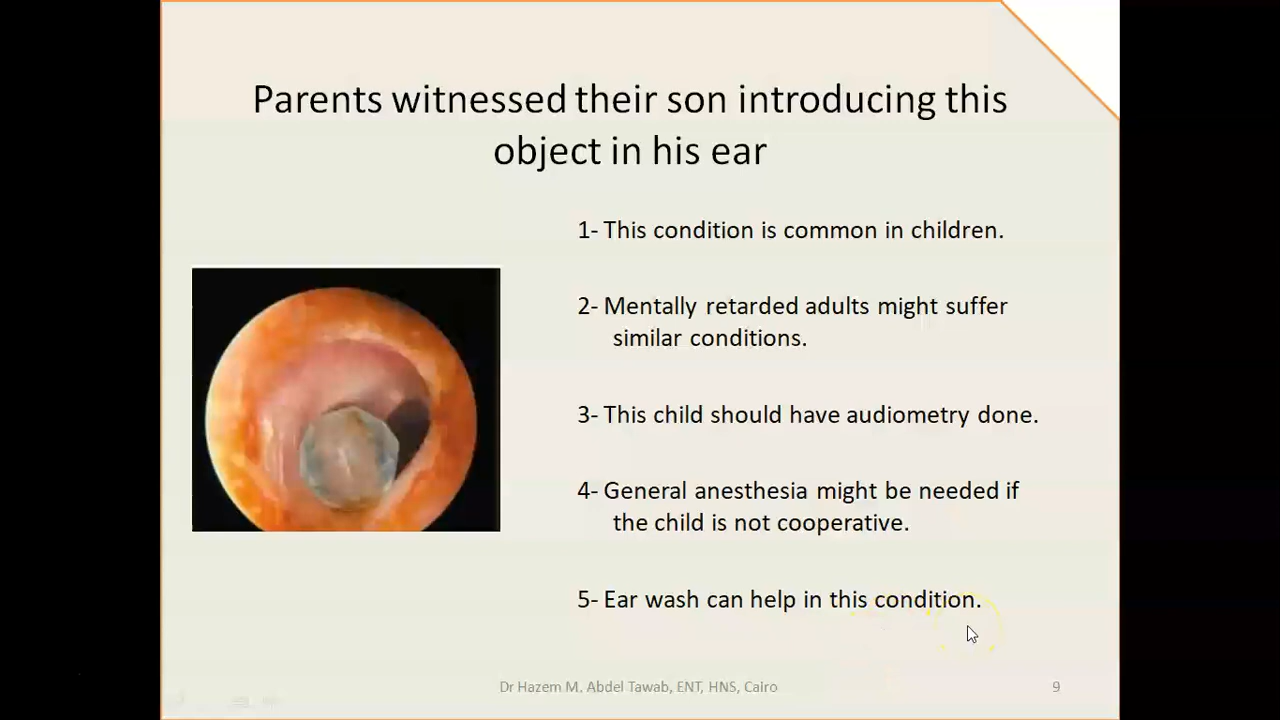 Parents witnessed their son introducing this
object in his ear
1- This condition is common in children.
2- Mentally retarded adults might suffer
similar conditions.
3- This child should have audiometry done.
4- General anesthesia might be needed if
the child is not cooperative.
5- Ear wash can help in this condition.
Dr Hazem M. Abdel Tawab, ENT, HNS, Cairo
9